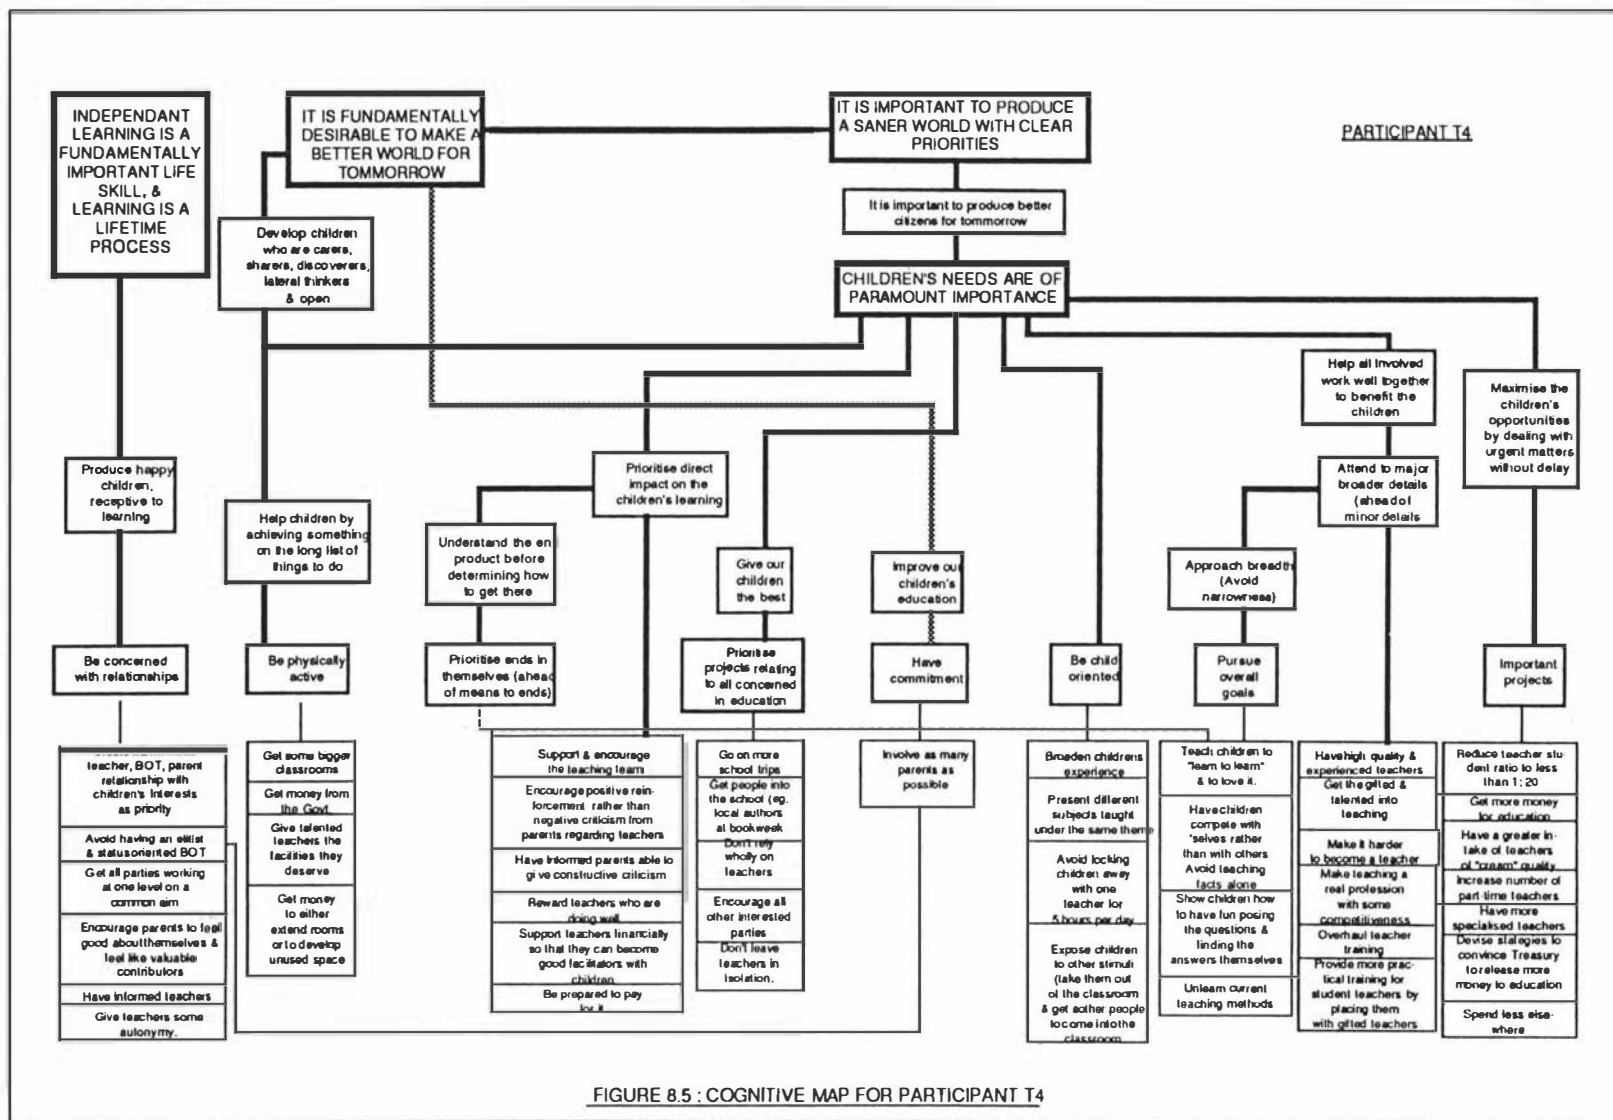 INDEPENDANT
LEARNING IS A
FUNDAMENTALLY
IMPORTANT LIFE
SKILL, &
LEARNING IS A
LIFETIME
PROCESS
IT IS FUNDAMENTALLY
DESIRABLE TO MAKE A
BETTER WORLD FOR
TOMMORROW
IT IS IMPORTANT TO PRODUCE
A SANER WORLD WITH CLEAR
PRIORITIES
PARTICIPANT T4
It is important to produce better
citizens for tommorrow
Develop children
who are carers,
sharers, discoverers,
lateral thinkers
& open
CHILDREN'S NEEDS ARE OF
PARAMOUNT IMPORTANCE
Help all involved
work well together
to benefit the
children
Maximise the
children's
opportunities
by dealing with
urgent matters
without delay
Produce happy
children,
receptive to
learning
Prioritise direct
impact on the
children's learning
Attend to major
broader details
(ahead of
minor details
Help children by
achieving something
on the long list of
things to do
Understand the en
product before
determining how
to get there
Give our
children
the best
Improve our
children's
education
Approach breadth
(Avoid
narrowness)
Be concerned
with relationships
Be physically
active
Prioritise ends in
themselves (ahead
of means to ends)
Prioritise
projects relating
to all concerned
in education
Have
commitment
Be child
oriented
Pursue
overall
goals
Important
projects
teacher, BOT, parent
relationship with
children's interests
as priority
Avoid having an elitist
& status oriented BOT
Get all parties working
at one level on a
common aim
Encourage parents to feel
good about themselves &
feel like valuable
contributors
Have informed teachers
Give teachers some
autonymy.
Get some bigger
classrooms
Get money from
the Govt.
Give talented
teachers the
facilities they
deserve
Get money
to either
extend rooms
or to develop
unused space
Support & encourage
the teaching team
Encourage positive rein-
forcement rather than
negative criticism from
parents regarding teachers
Have informed parents able to
give constructive criticism
Reward teachers who are
doing well
Support teachers financially
so that they can become
good facilitators with
children
Be prepared to pay
for it
Go on more
school trips
Get people into
the school (eg.
local authors
at bookweek
Don't rely
wholly on
teachers
Encourage all
other interested
parties
Don't leave
teachers in
isolation.
Involve as many
parents as
possible
Broaden childrens
experience
Present different
subjects taught
under the same theme
Avoid locking
children away
with one
teacher for
5 hours per day
Expose children
to other stimuli
(take them out
of the classroom
& get aother people
to come into the
classroom
Teach children to
"learn to learn"
& to love it.
Have children
compete with
'selves rather
than with others
Avoid teaching
facts alone
Show children how
to have fun posing
the questions &
finding the
answers themselves
Unlearn current
teaching methods
Have high quality &
experienced teachers
Get the gifted &
talented into
teaching
Make it harder
to become a teacher
Make teaching a
real profession
with some
competitiveness
Overhaul teacher
training
Provide more prac-
tical training for
student teachers by
placing them
with gifted teachers
Reduce teacher stu-
dent ratio to less
than 1:20
Get more money
for education
Have a greater in-
take of teachers
of "cream" quality
Increase number of
part-time teachers
Have more
specialised teachers
Devise stategies to
convince Treasury
to release more
money to education
Spend less else-
where
FIGURE 8.5 : COGNITIVE MAP FOR PARTICIPANT T4